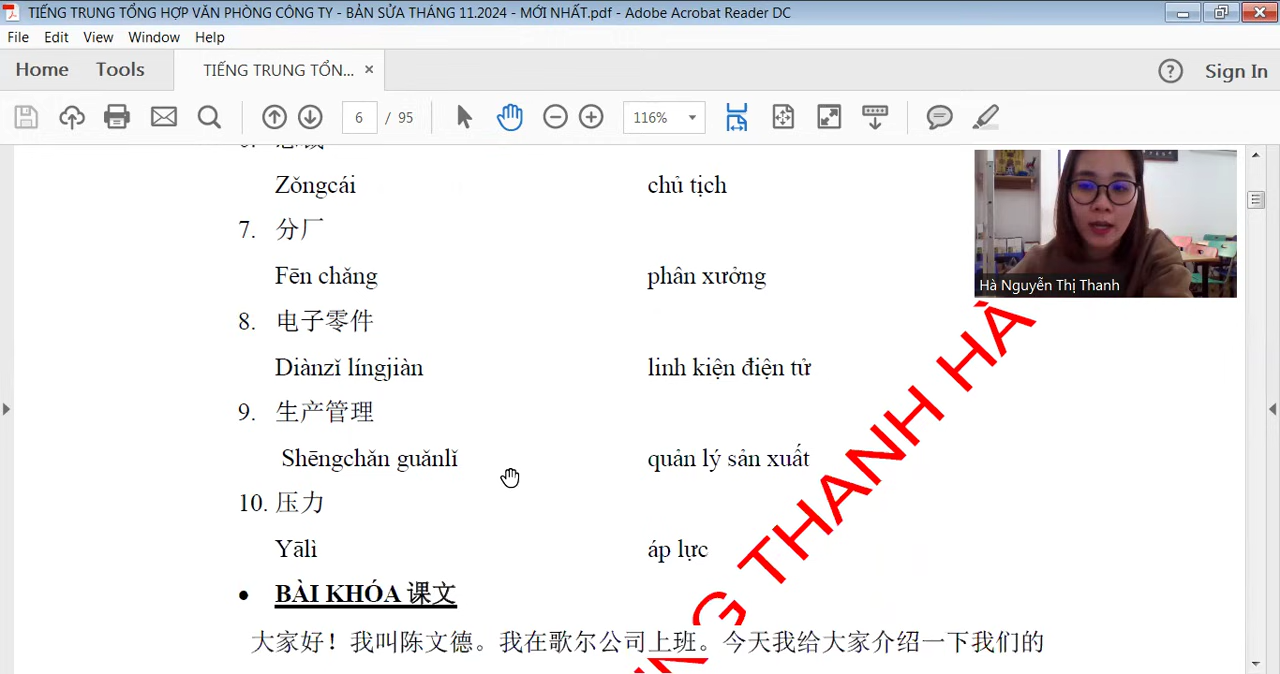 TIẾNG TRUNG TỔNG HỢP VĂN PHÒNG CÔNG TY - BẢN SỬA THÁNG 11.2024 - MỚI NHẤT.pdf - Adobe Acrobat Reader DC
File Edit View Window Help
Home Tools TIẾNG TRUNG TỔN... × Sign In
6 / 95 116%
6.
Zǒngcái chủ tịch
7. 分厂
Fēn chǎng phân xưởng
8. 电子零件
Diànzǐ língjiàn linh kiện điện tử
9. 生产管理
Shēngchǎn guǎnlǐ quản lý sản xuất
10. 压力
Yālì áp lực
• BÀI KHÓA 课文
大家好！我叫陈文德。我在歌尔公司上班。今天我给大家介绍一下我们的
Hà Nguyễn Thị Thanh
NG THANH HÀ